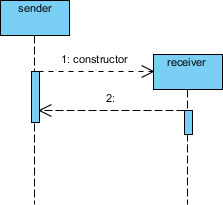 sender
1: constructor
receiver
2: